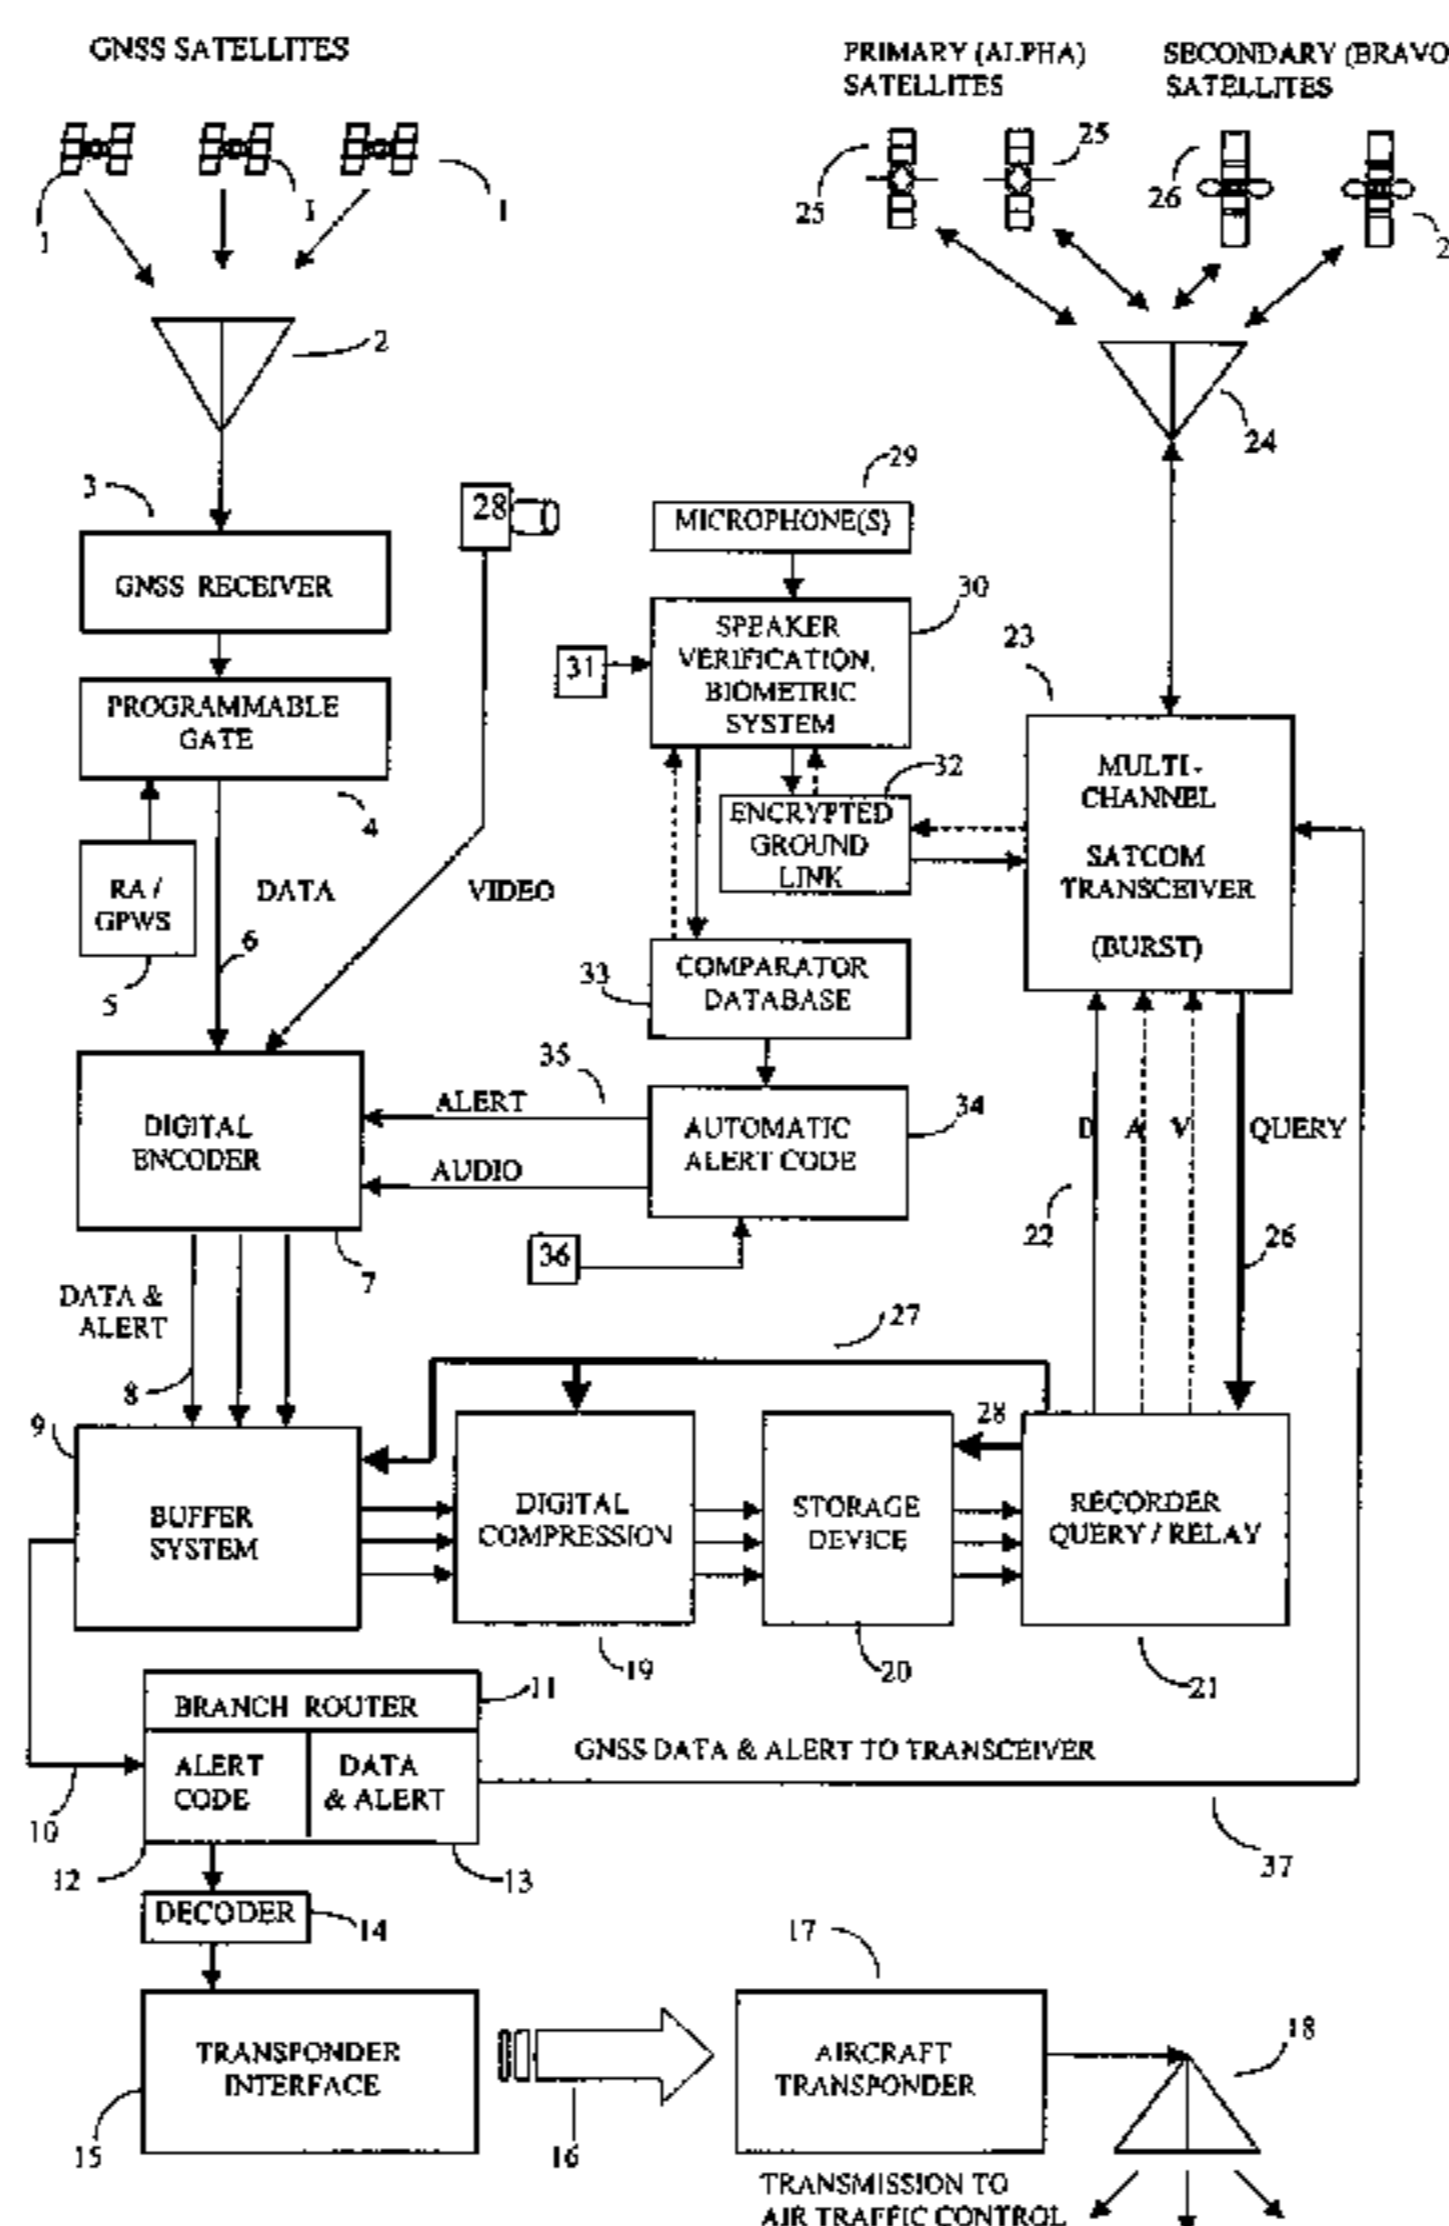 GNSS SATELLITES
PRIMARY (ALPHA)
SATELLITES
SECONDARY (BRAVO
SATELLITES
1
1
1
25
25
26
2
2
24
3
GNSS RECEIVER
28
29
MICROPHONE(S)
30
SPEAKER
VERIFICATION,
BIOMETRIC
SYSTEM
31
23
PROGRAMMABLE
GATE
4
32
ENCRYPTED
GROUND
LINK
MULTI-
CHANNEL
SATCOM
TRANSCEIVER
(BURST)
RA /
GPWS
5
DATA
6
VIDEO
33
COMPARATOR
DATABASE
35
ALERT
AUDIO
34
AUTOMATIC
ALERT CODE
36
DIGITAL
ENCODER
7
D A V QUERY
22
26
DATA &
ALERT
8
27
9
BUFFER
SYSTEM
DIGITAL
COMPRESSION
19
STORAGE
DEVICE
20
28
RECORDER
QUERY / RELAY
21
BRANCH ROUTER
11
ALERT
CODE
DATA
& ALERT
GNSS DATA & ALERT TO TRANSCEIVER
10
12
13
37
DECODER
14
TRANSPONDER
INTERFACE
15
16
17
AIRCRAFT
TRANSPONDER
18
TRANSMISSION TO
AIR TRAFFIC CONTROL